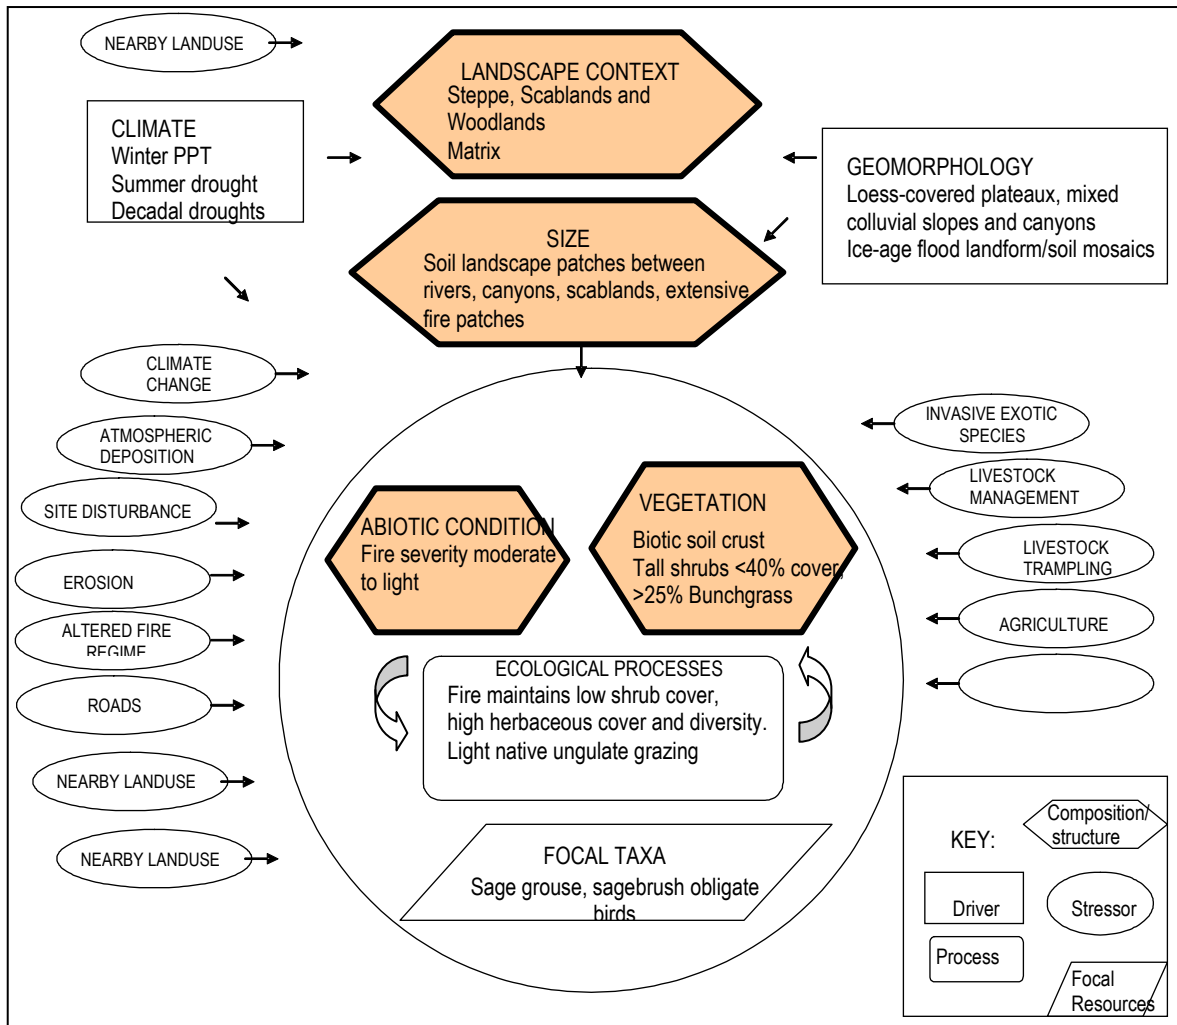 NEARBY LANDUSE
LANDSCAPE CONTEXT
Steppe, Scablands and
Woodlands
Matrix
CLIMATE
Winter PPT
Summer drought
Decadal droughts
GEOMORPHOLOGY
Loess-covered plateaux, mixed
colluvial slopes and canyons
Ice-age flood landform/soil mosaics
SIZE
Soil landscape patches between
rivers, canyons, scablands, extensive
fire patches
CLIMATE
CHANGE
ATMOSPHERIC
DEPOSITION
SITE DISTURBANCE
EROSION
ALTERED FIRE
REGIME
ROADS
NEARBY LANDUSE
NEARBY LANDUSE
INVASIVE EXOTIC
SPECIES
LIVESTOCK
MANAGEMENT
LIVESTOCK
TRAMPLING
AGRICULTURE
ABIOTIC CONDITION
Fire severity moderate
to light
VEGETATION
Biotic soil crust
Tall shrubs <40% cover,
>25% Bunchgrass
ECOLOGICAL PROCESSES
Fire maintains low shrub cover,
high herbaceous cover and diversity.
Light native ungulate grazing
FOCAL TAXA
Sage grouse, sagebrush obligate
birds
KEY:
Composition/
structure
Driver
Stressor
Process
Focal
Resources